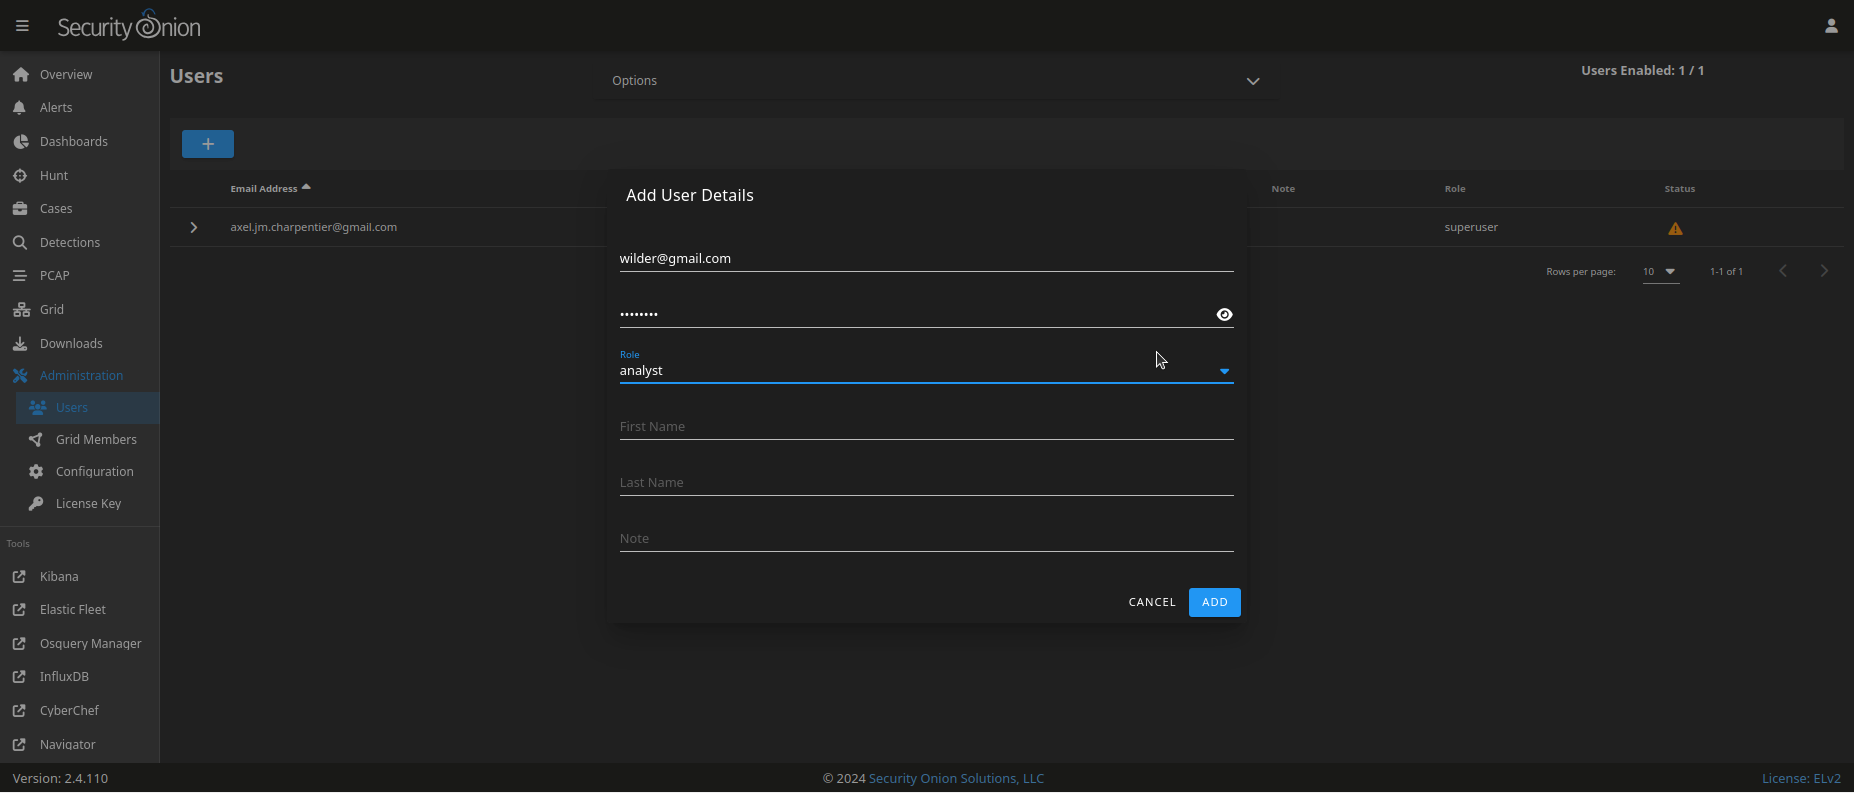 Security Onion
Overview
Alerts
Dashboards
Hunt
Cases
Detections
PCAP
Grid
Downloads
Administration
Users
Grid Members
Configuration
License Key
Tools
Kibana
Elastic Fleet
Osquery Manager
InfluxDB
CyberChef
Navigator
Users
Options
Users Enabled: 1 / 1
+
Email Address Note Role Status
axel.jm.charpentier@gmail.com superuser
Rows per page: 10 1-1 of 1
Add User Details
wilder@gmail.com
••••••••
Role
analyst
First Name
Last Name
Note
CANCEL ADD
Version: 2.4.110 © 2024 Security Onion Solutions, LLC License: ELv2